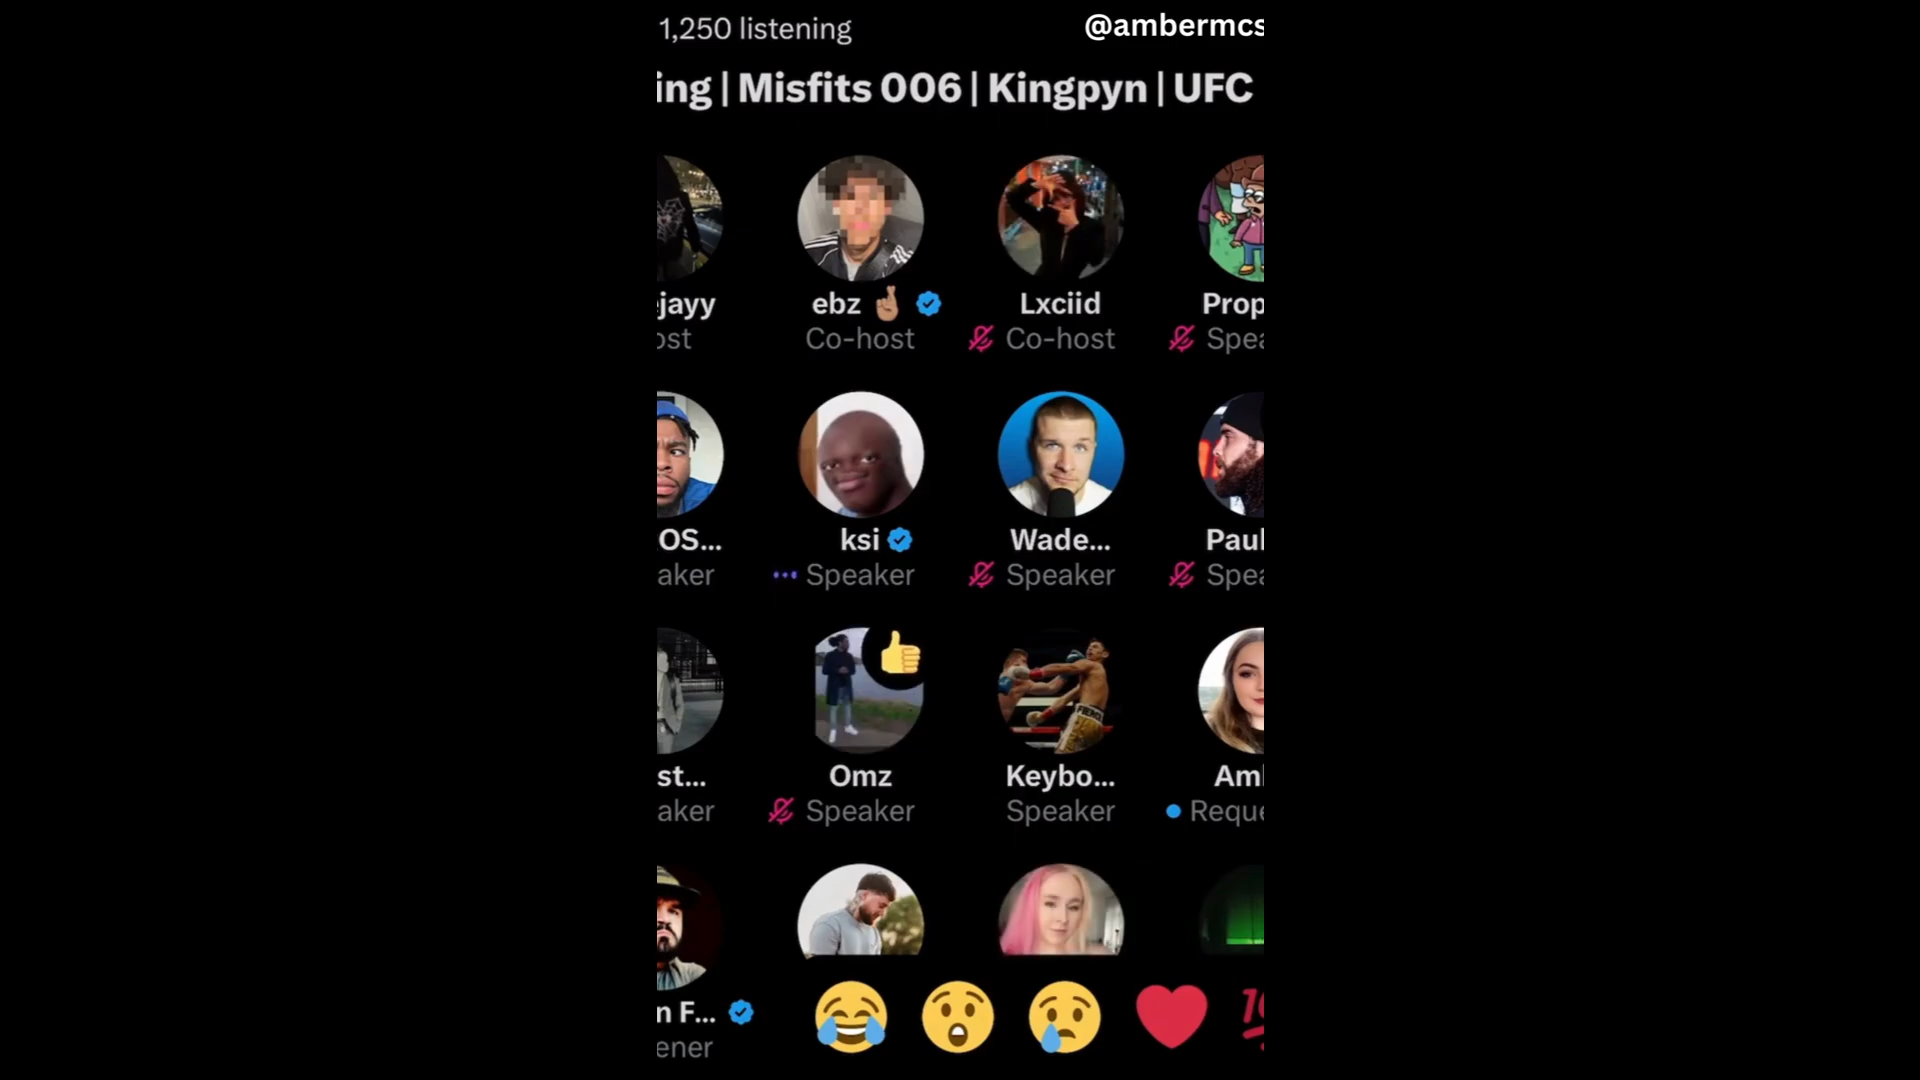 1,250 listening
@ambermcs
ing | Misfits 006 | Kingpyn | UFC
jayy
ebz
Lxciid
Prop
ost
Co-host
Co-host
Spea
OS...
ksi
Wade...
Paul
aker
Speaker
Speaker
Spea
FIERCE
st...
Omz
Keybo...
Am
aker
Speaker
Speaker
Reque
n F...
ener